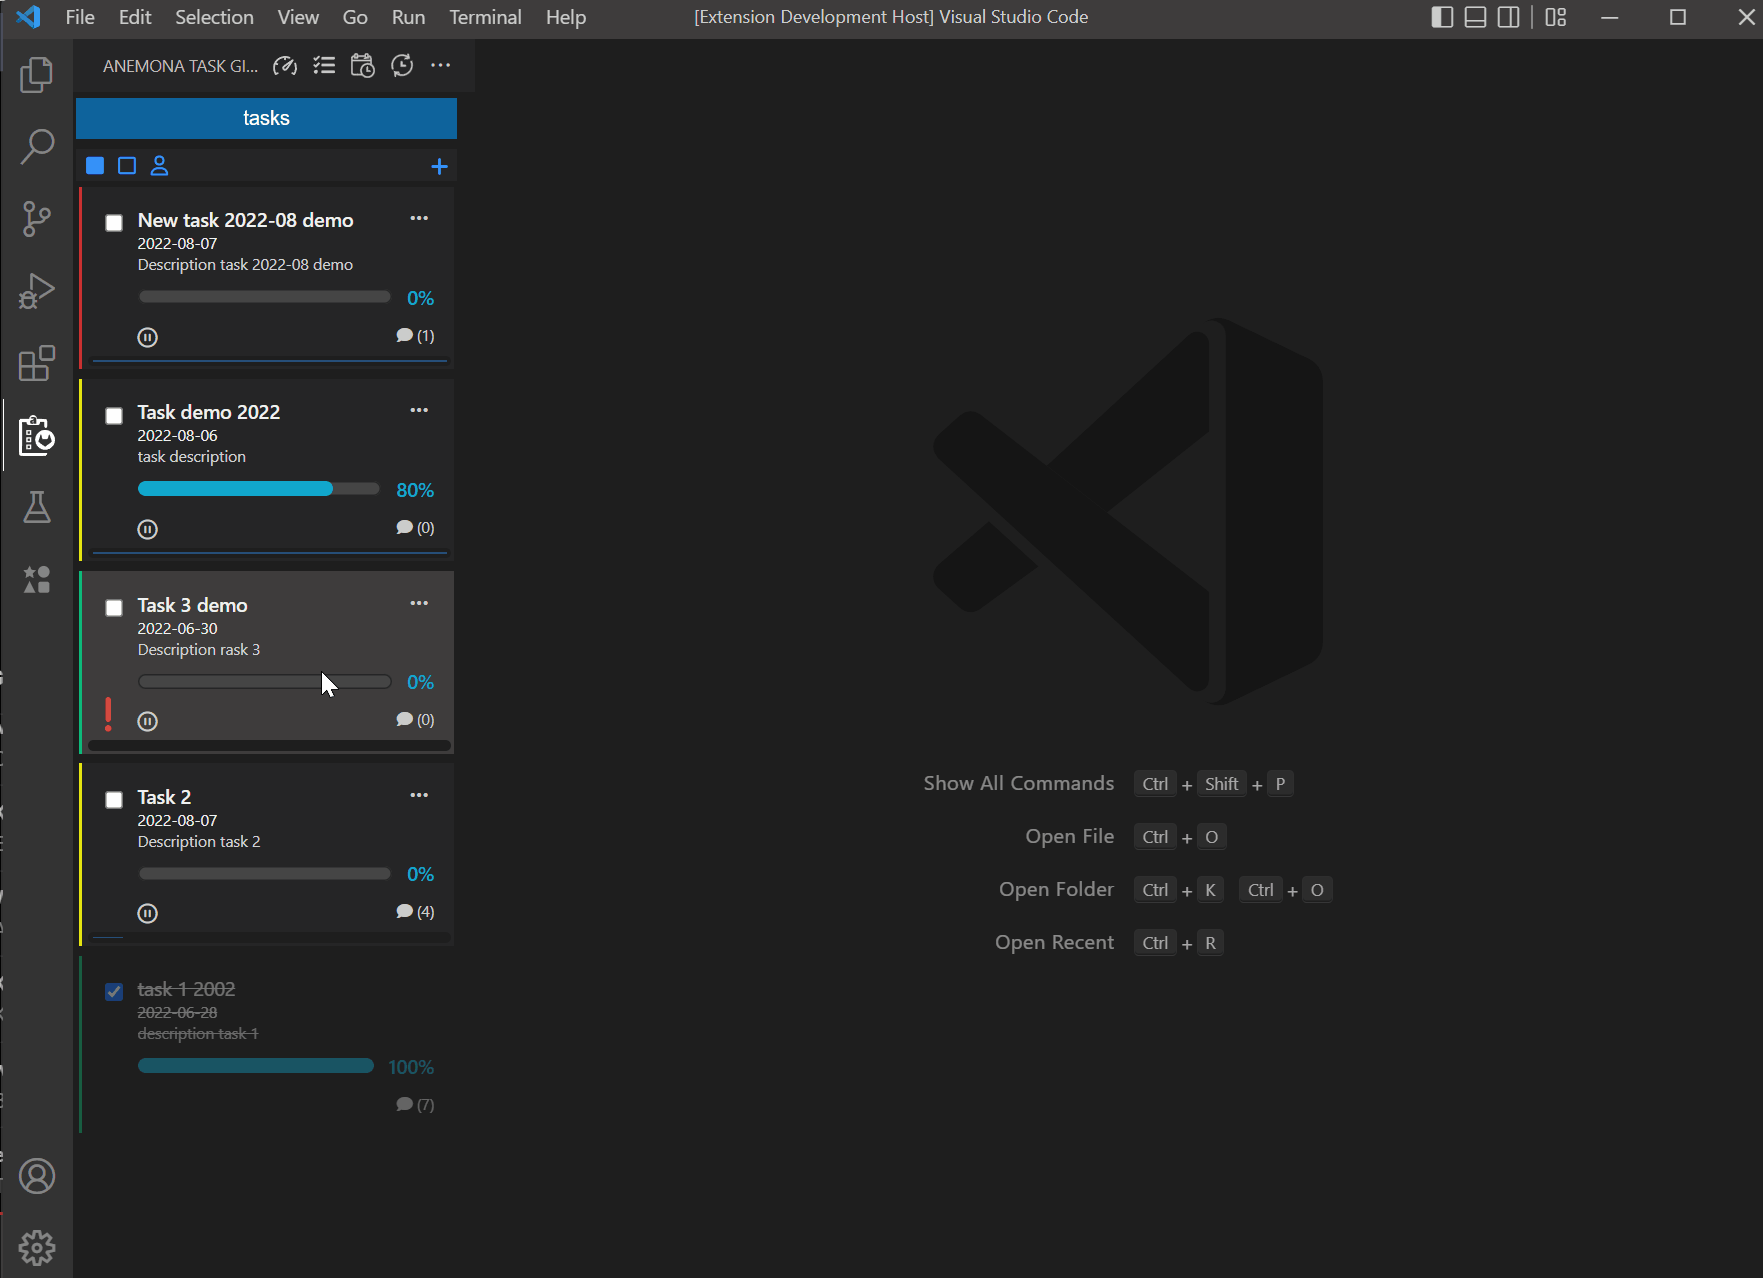 File Edit Selection View Go Run Terminal Help [Extension Development Host] Visual Studio Code
ANEMONA TASK GI...
tasks
New task 2022-08 demo
2022-08-07
Description task 2022-08 demo
0%
(1)
Task demo 2022
2022-08-06
task description
80%
(0)
Task 3 demo
2022-06-30
Description rask 3
0%
(0)
Task 2
2022-08-07
Description task 2
0%
(4)
task 1 2002
2022-06-28
description task 1
100%
(7)
Show All Commands Ctrl + Shift + P
Open File Ctrl + O
Open Folder Ctrl + K Ctrl + O
Open Recent Ctrl + R